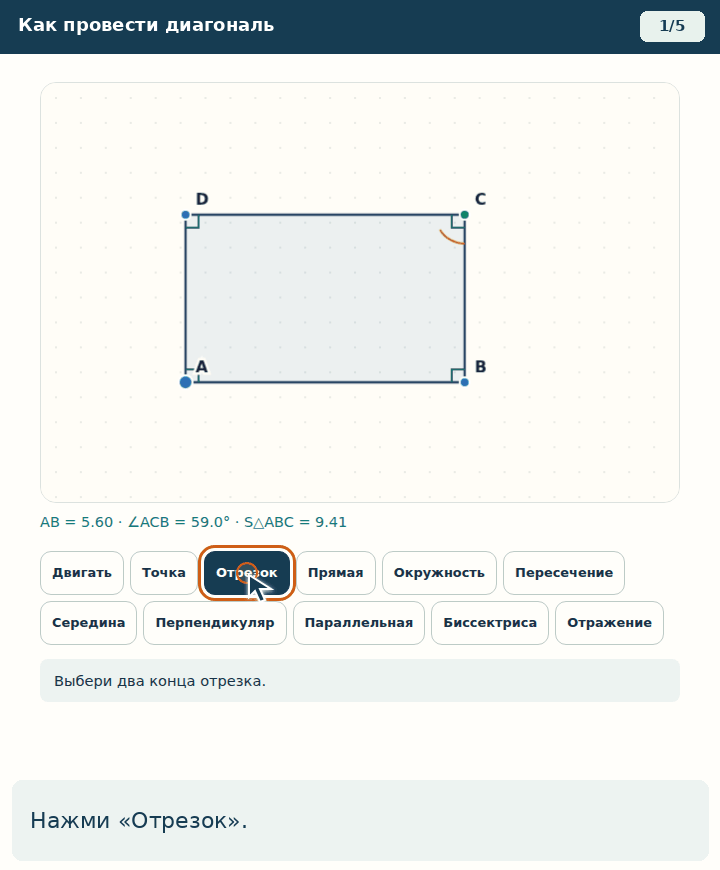 Как провести диагональ
1/5
D
C
A
B
AB = 5.60 · ∠ACB = 59.0° · S△ABC = 9.41
Двигать
Точка
Отрезок
Прямая
Окружность
Пересечение
Середина
Перпендикуляр
Параллельная
Биссектриса
Отражение
Выбери два конца отрезка.
Нажми «Отрезок».